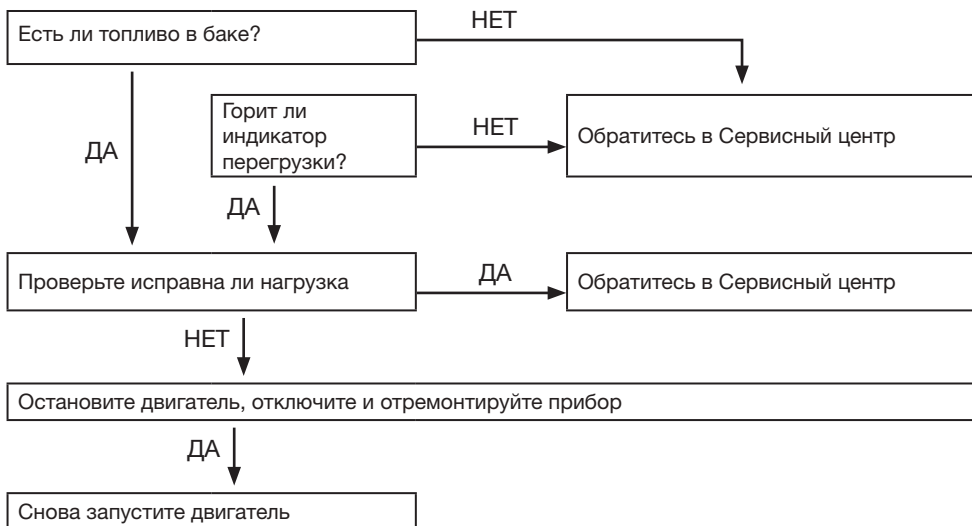 Есть ли топливо в баке?
НЕТ
Горит ли
индикатор
перегрузки?
НЕТ
Обратитесь в Сервисный центр
ДА
ДА
Проверьте исправна ли нагрузка
ДА
Обратитесь в Сервисный центр
НЕТ
Остановите двигатель, отключите и отремонтируйте прибор
ДА
Снова запустите двигатель